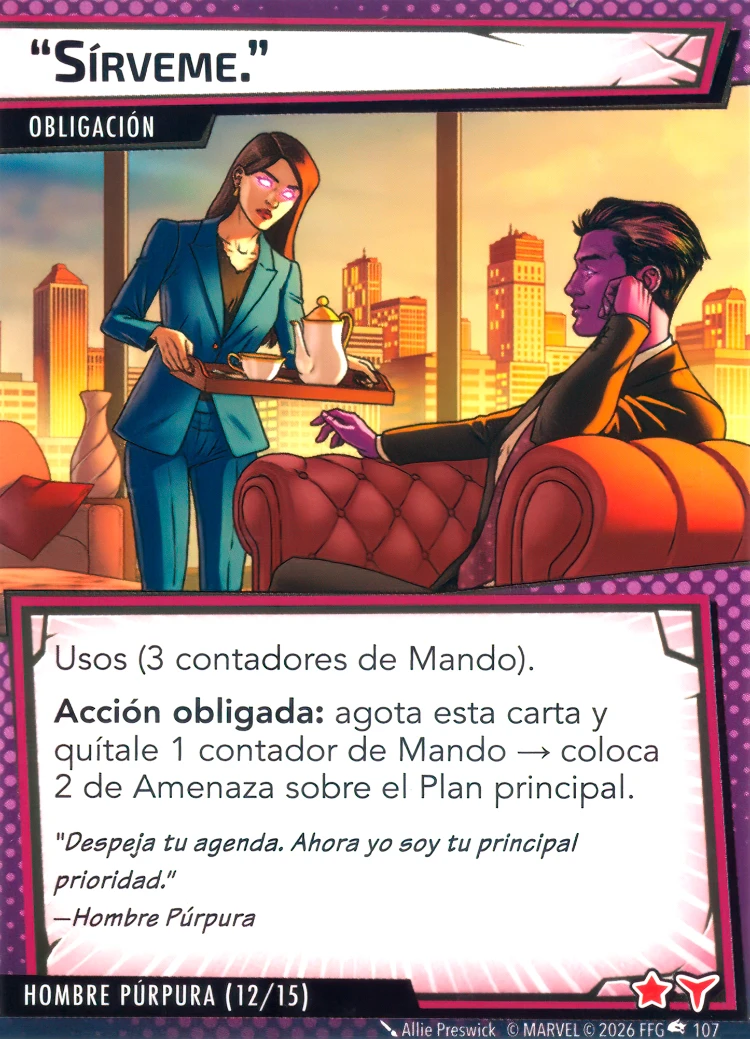 “SÍRVEME.”
OBLIGACIÓN
Usos (3 contadores de Mando).
Acción obligada: agota esta carta y
quítale 1 contador de Mando → coloca
2 de Amenaza sobre el Plan principal.
"Despeja tu agenda. Ahora yo soy tu principal
prioridad."
—Hombre Púrpura
HOMBRE PÚRPURA (12/15)
Allie Preswick © MARVEL © 2026 FFG 107